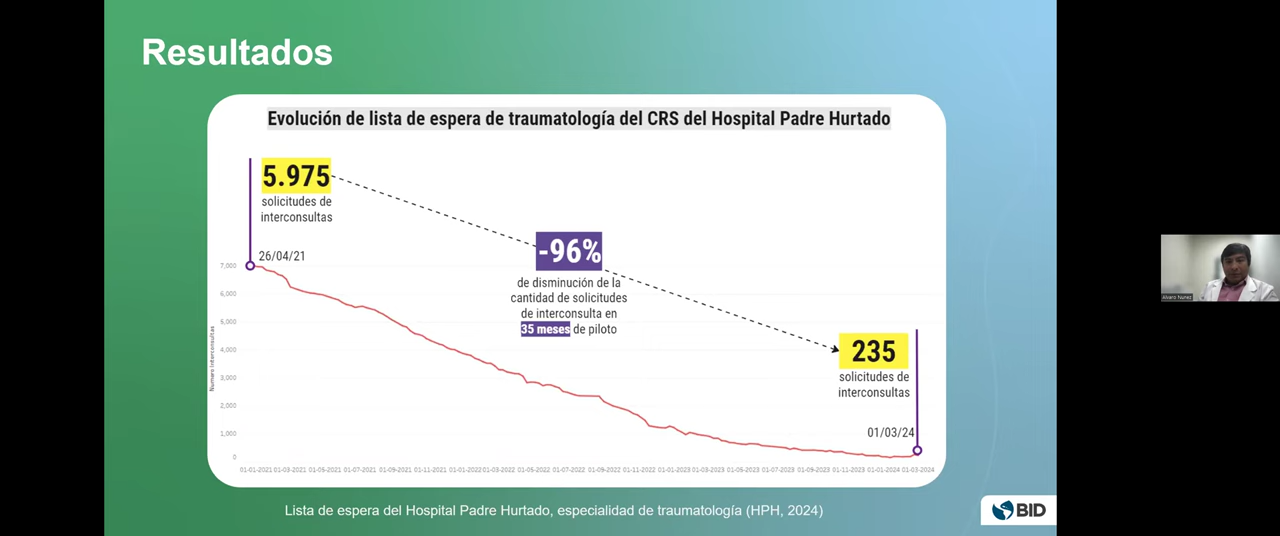 Resultados
Evolución de lista de espera de traumatología del CRS del Hospital Padre Hurtado
5.975
solicitudes de
interconsultas
26/04/21
-96%
de disminución de la
cantidad de solicitudes
de interconsulta en
35 meses de piloto
235
solicitudes de
interconsultas
01/03/24
Numero Interconsultas
7,000
6,000
5,000
4,000
3,000
2,000
1,000
0
01-01-2021 01-03-2021 01-05-2021 01-07-2021 01-09-2021 01-11-2021 01-01-2022 01-03-2022 01-05-2022 01-07-2022 01-09-2022 01-11-2022 01-01-2023 01-03-2023 01-05-2023 01-07-2023 01-09-2023 01-11-2023 01-01-2024 01-03-2024
Lista de espera del Hospital Padre Hurtado, especialidad de traumatología (HPH, 2024)
BID
Alvaro Nunez